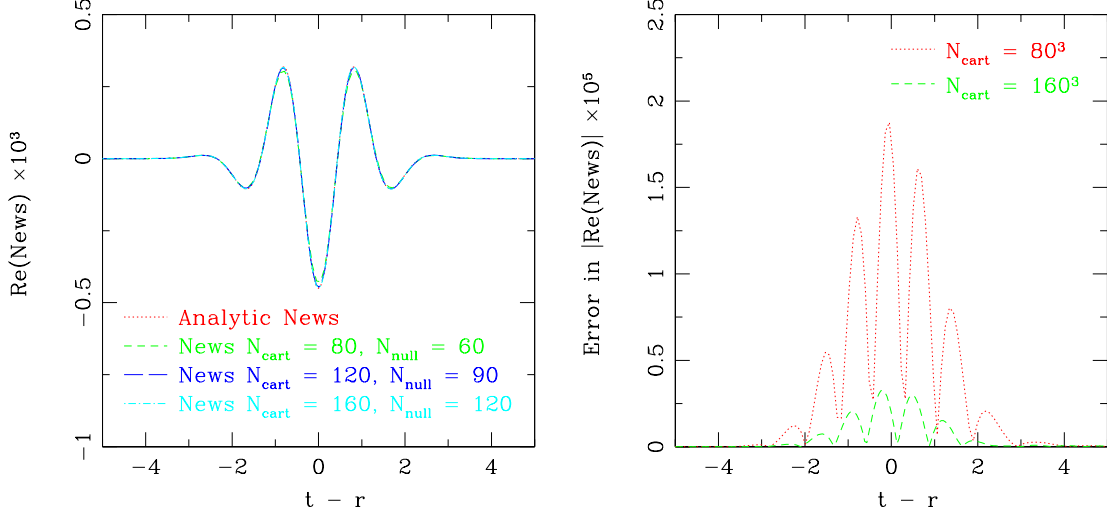 0.5
0
−0.5
−1
Re(News) ×10³
Analytic News
News N_cart = 80, N_null = 60
News N_cart = 120, N_null = 90
News N_cart = 160, N_null = 120
−4 −2 0 2 4
t − r
2.5
2
1.5
1
0.5
0
Error in |Re(News)| ×10⁵
N_cart = 80³
N_cart = 160³
−4 −2 0 2 4
t − r